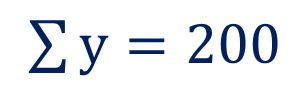 ∑ y = 200